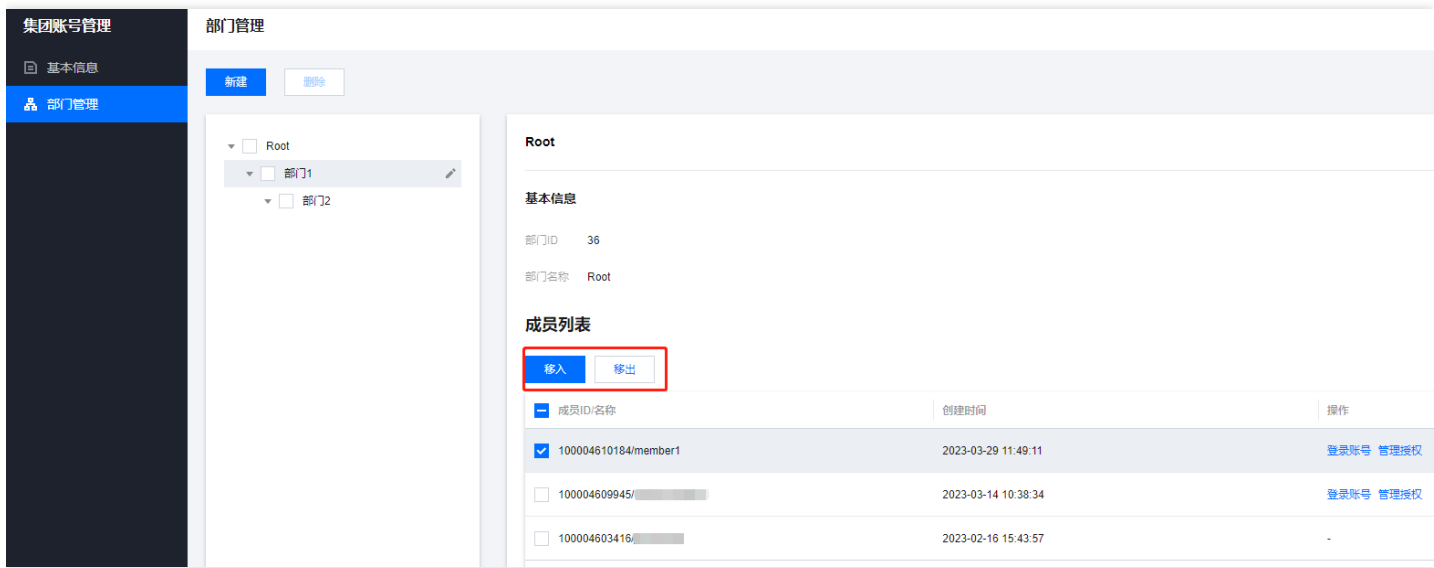 集团账号管理
部门管理
基本信息
部门管理
新建
删除
Root
部门1
部门2
Root
基本信息
部门ID 36
部门名称 Root
成员列表
移入 移出
成员ID/名称 创建时间 操作
100004610184/member1 2023-03-29 11:49:11 登录账号 管理授权
100004609945/ 2023-03-14 10:38:34 登录账号 管理授权
100004603416/ 2023-02-16 15:43:57 -